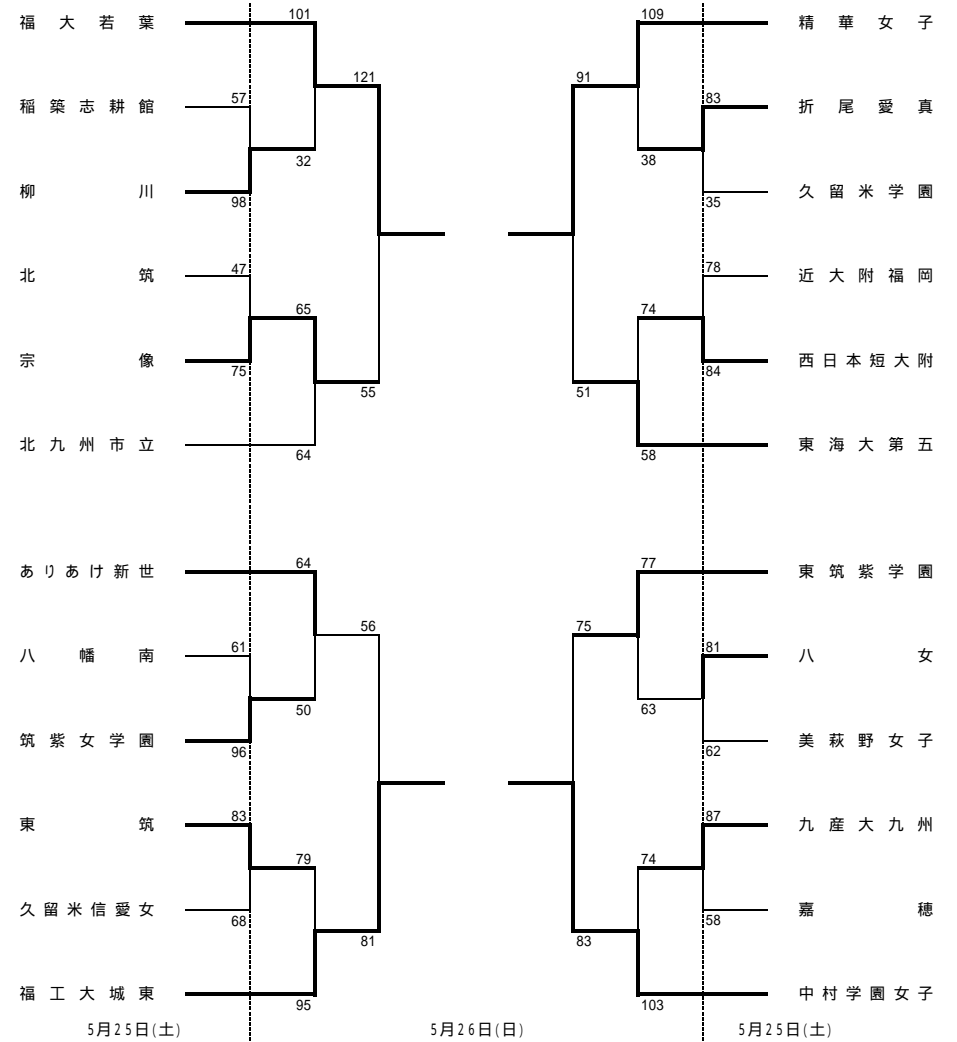 福大若葉 101 109 精華女子
121 91
稲築志耕館 57 83 折尾愛真
32 38
柳川 98 35 久留米学園
北筑 47 78 近大附福岡
65 74
宗像 75 84 西日本短大附
55 51
北九州市立 64 58 東海大第五
ありあけ新世 64 77 東筑紫学園
56 75
八幡南 61 81 八女
50 63
筑紫女学園 96 62 美萩野女子
東筑 83 87 九産大九州
79 74
久留米信愛女 68 58 嘉穂
81 83
福工大城東 95 103 中村学園女子
5月25日(土) 5月26日(日) 5月25日(土)